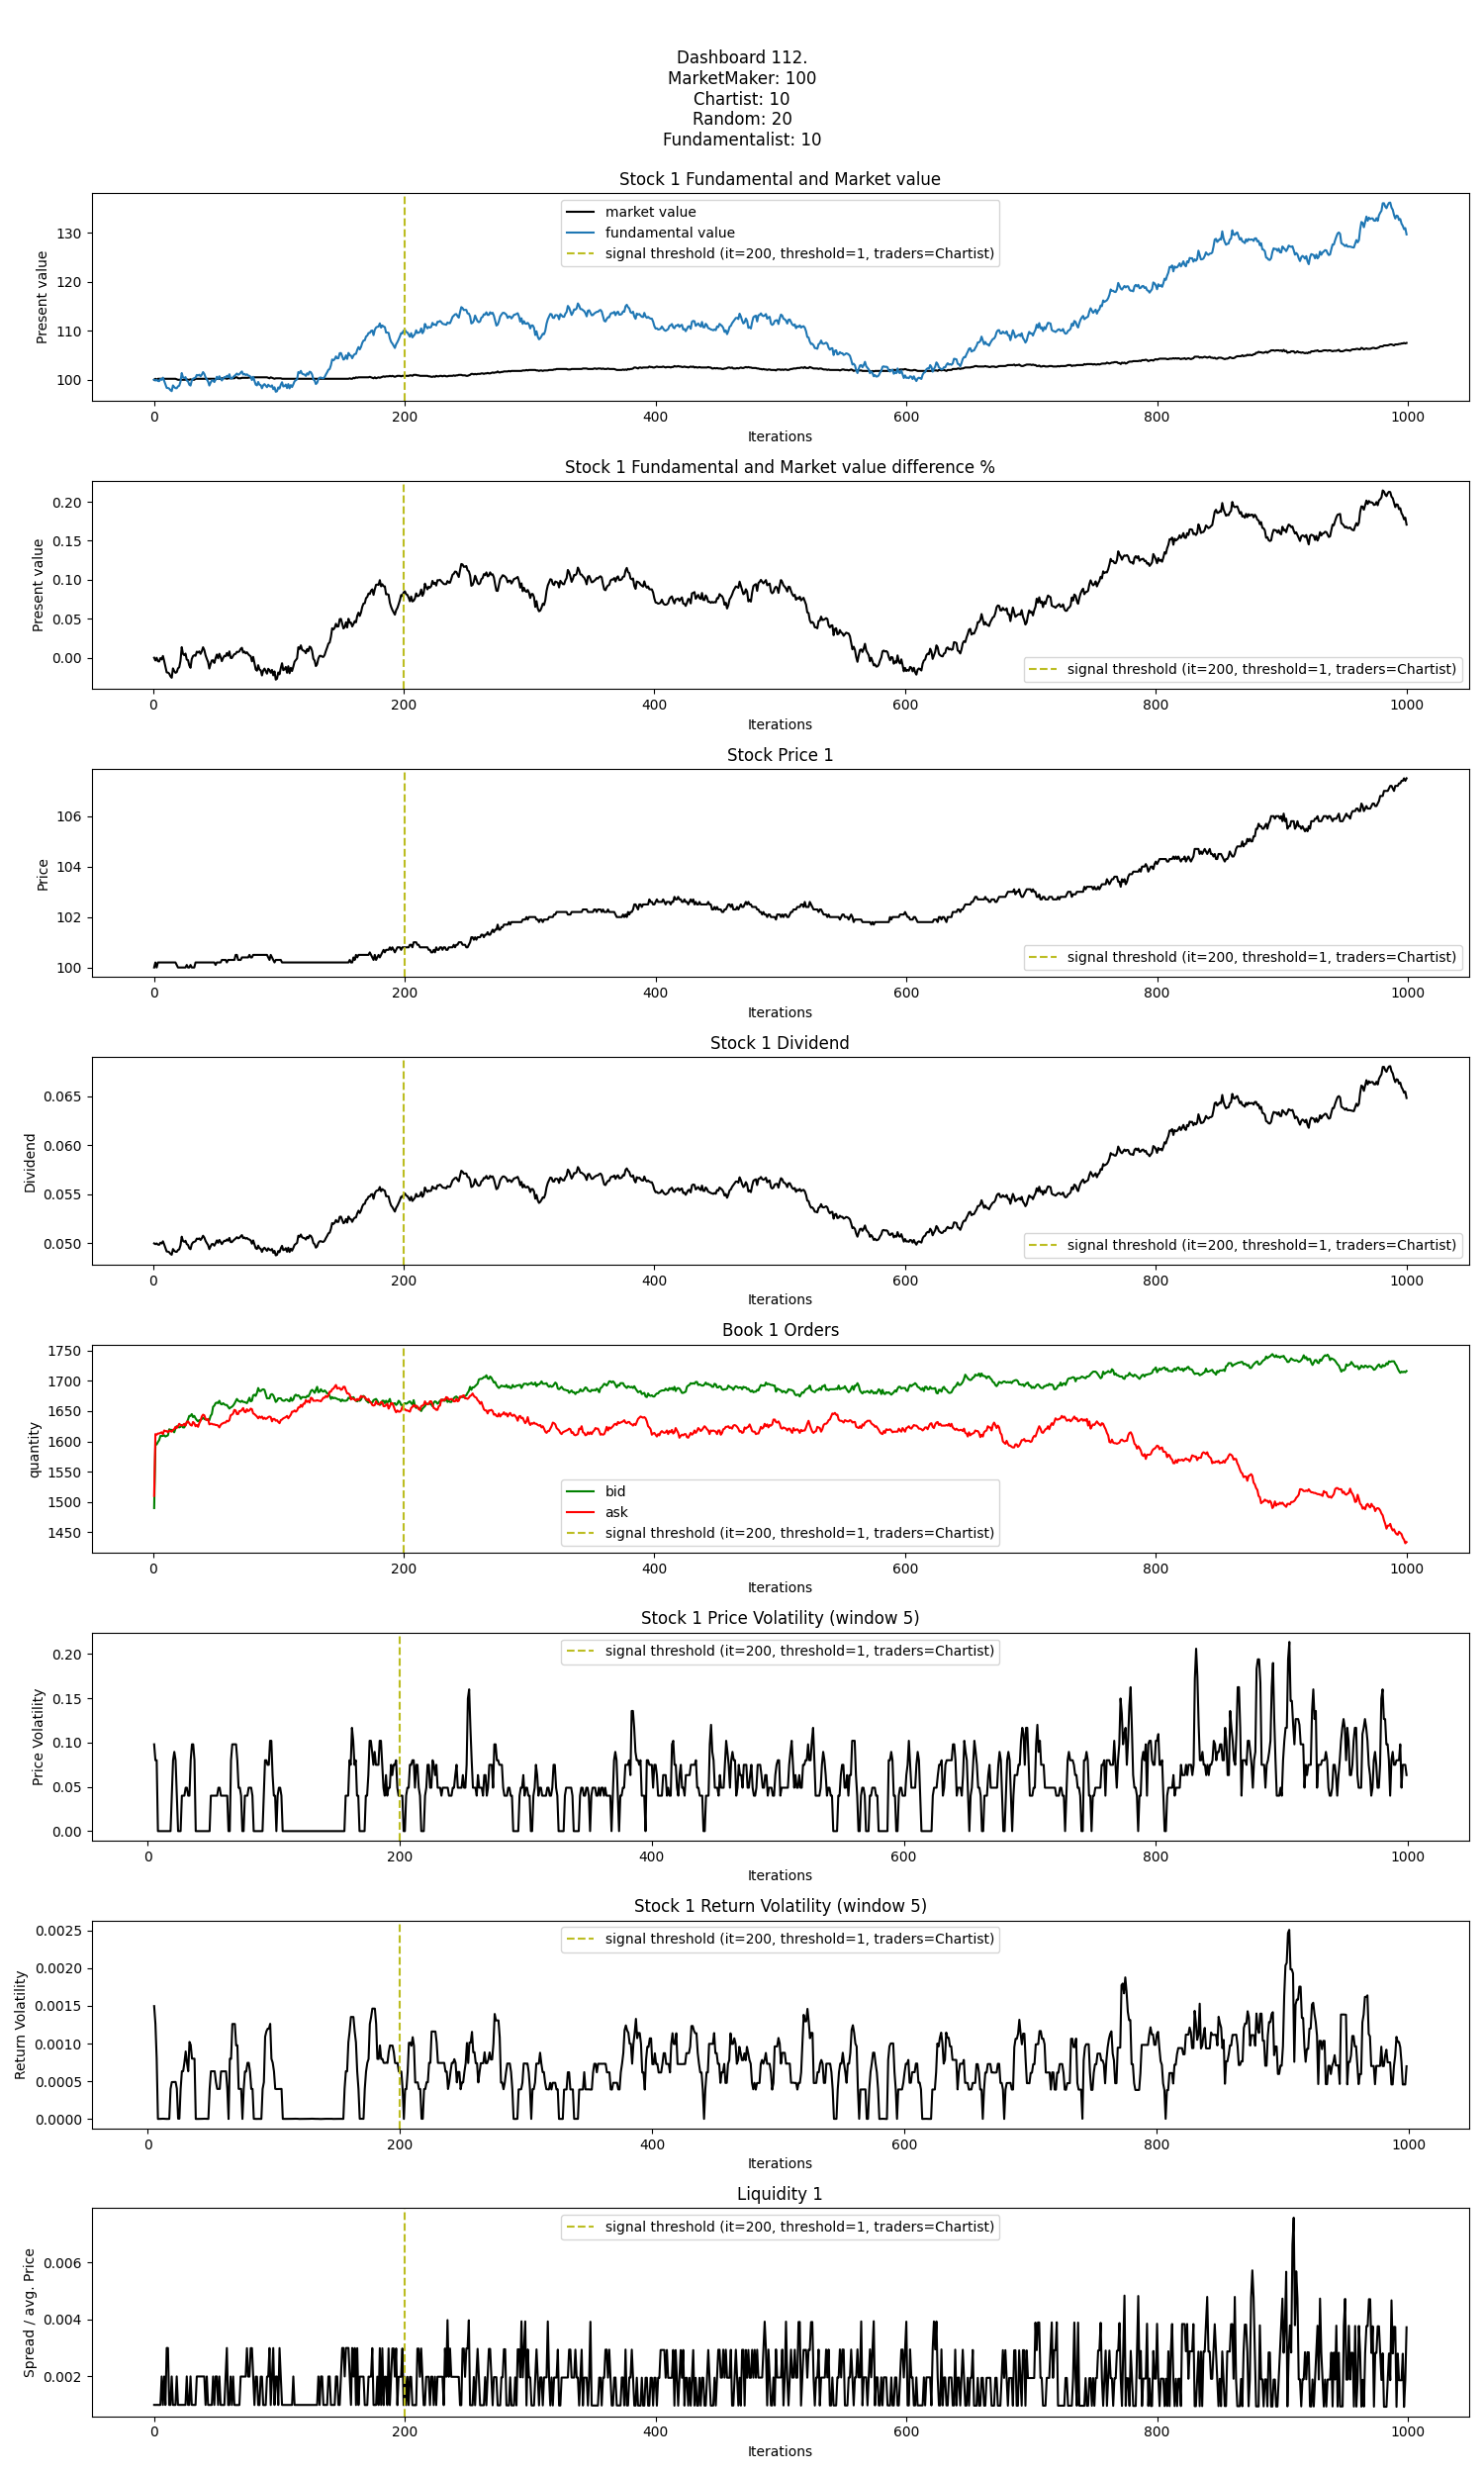 Dashboard 112.
MarketMaker: 100
Chartist: 10
Random: 20
Fundamentalist: 10
Stock 1 Fundamental and Market value
market value
fundamental value
signal threshold (it=200, threshold=1, traders=Chartist)
Present value
130
120
110
100
0 200 400 600 800 1000
Iterations
Stock 1 Fundamental and Market value difference %
Present value
0.20
0.15
0.10
0.05
0.00
signal threshold (it=200, threshold=1, traders=Chartist)
0 200 400 600 800 1000
Iterations
Stock Price 1
Price
106
104
102
100
signal threshold (it=200, threshold=1, traders=Chartist)
0 200 400 600 800 1000
Iterations
Stock 1 Dividend
Dividend
0.065
0.060
0.055
0.050
signal threshold (it=200, threshold=1, traders=Chartist)
0 200 400 600 800 1000
Iterations
Book 1 Orders
quantity
1750
1700
1650
1600
1550
1500
1450
bid
ask
signal threshold (it=200, threshold=1, traders=Chartist)
0 200 400 600 800 1000
Iterations
Stock 1 Price Volatility (window 5)
signal threshold (it=200, threshold=1, traders=Chartist)
Price Volatility
0.20
0.15
0.10
0.05
0.00
0 200 400 600 800 1000
Iterations
Stock 1 Return Volatility (window 5)
signal threshold (it=200, threshold=1, traders=Chartist)
Return Volatility
0.0025
0.0020
0.0015
0.0010
0.0005
0.0000
0 200 400 600 800 1000
Iterations
Liquidity 1
signal threshold (it=200, threshold=1, traders=Chartist)
Spread / avg. Price
0.006
0.004
0.002
0 200 400 600 800 1000
Iterations